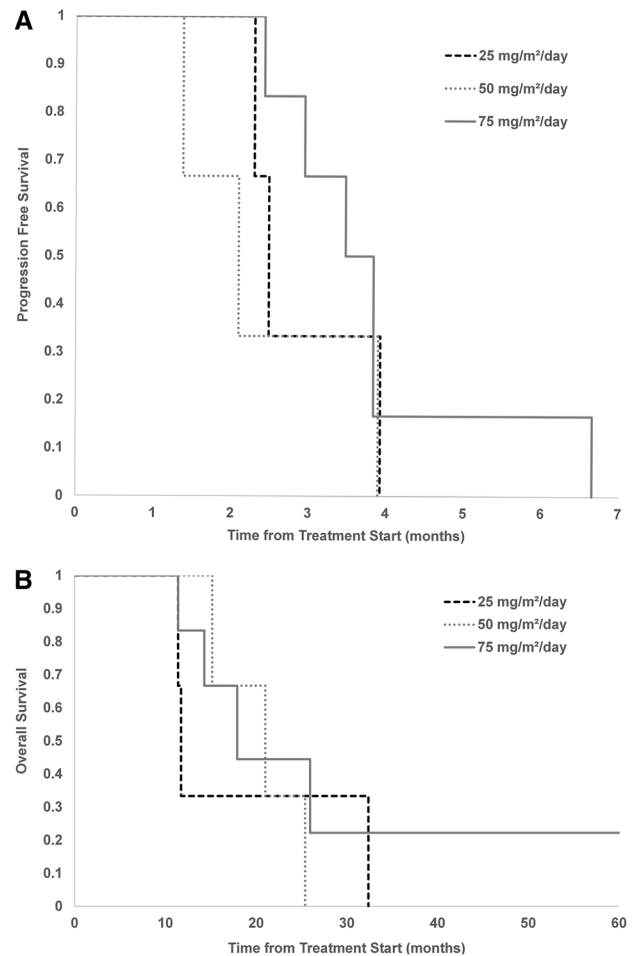 A
1
0.9
0.8
0.7
0.6
0.5
0.4
0.3
0.2
0.1
0
Progression Free Survival
25 mg/m²/day
50 mg/m²/day
75 mg/m²/day
0 1 2 3 4 5 6 7
Time from Treatment Start (months)
B
1
0.9
0.8
0.7
0.6
0.5
0.4
0.3
0.2
0.1
0
Overall Survival
25 mg/m²/day
50 mg/m²/day
75 mg/m²/day
0 10 20 30 40 50 60
Time from Treatment Start (months)